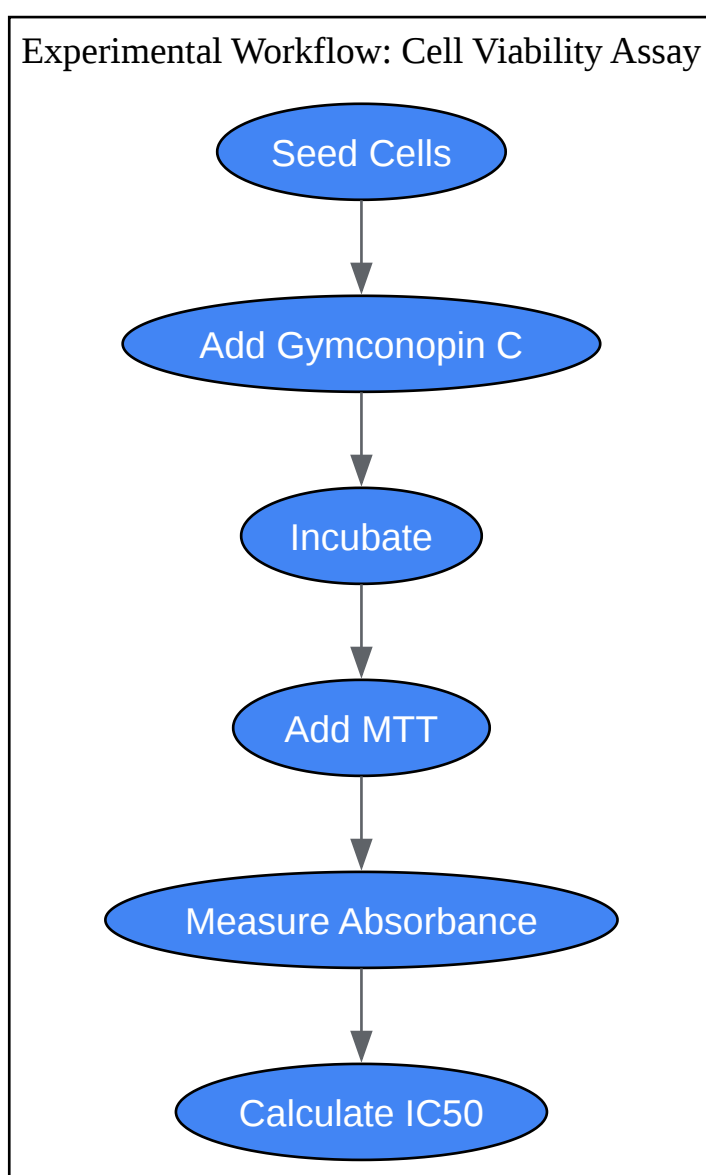 Experimental Workflow: Cell Viability Assay
Seed Cells
Add Gymconopin C
Incubate
Add MTT
Measure Absorbance
Calculate IC50